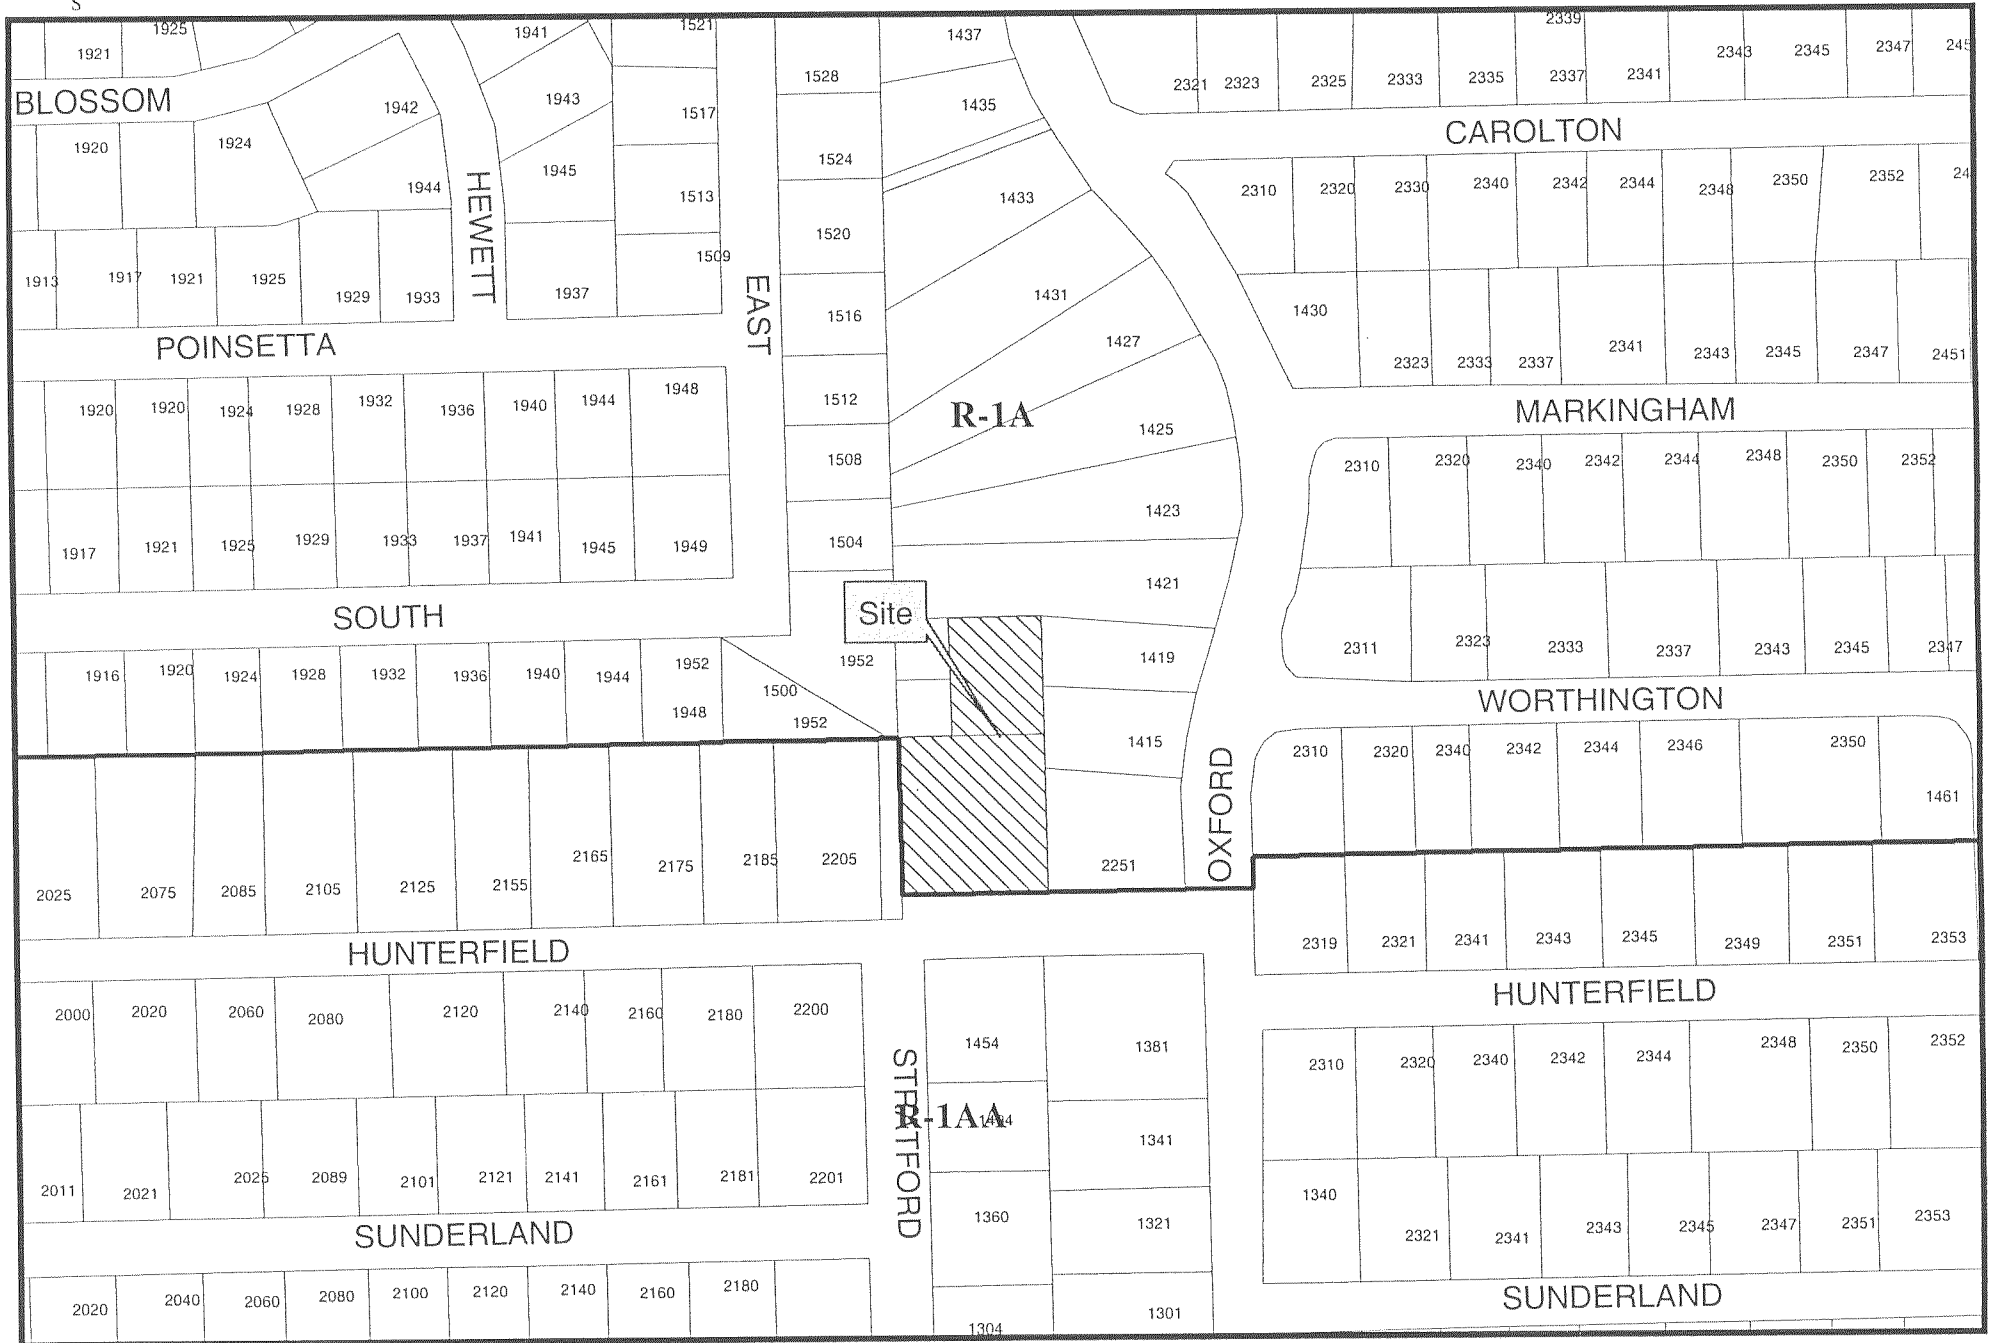 S
1925 1941 1521 1437 2339
1921 1528 2321 2323 2325 2333 2335 2337 2341 2343 2345 2347
BLOSSOM 1942 1943 1517 1435
CAROLTON
1920 1924 1944 1945 1513 1524 1433 2310 2320 2330 2340 2342 2344 2348 2350 2352
HEWETT
1913 1917 1921 1925 1929 1933 1937 1509 1520 1431
EAST
1516 1427 1430 2323 2333 2337 2341 2343 2345 2347 2451
POINSETTA
1920 1920 1924 1928 1932 1936 1940 1944 1948 1512 R-1A 1425
MARKINGHAM
1508 2310 2320 2340 2342 2344 2348 2350 2352
1917 1921 1925 1929 1933 1937 1941 1945 1949 1504 1423
1421
SOUTH
Site
1916 1920 1924 1928 1932 1936 1940 1944 1952 1952 1419 2311 2323 2333 2337 2343 2345 2347
1948 1500 1952
WORTHINGTON
1415 2310 2320 2340 2342 2344 2346 2350
1461
OXFORD
2025 2075 2085 2105 2125 2155 2165 2175 2185 2205 2251
2319 2321 2341 2343 2345 2349 2351 2353
HUNTERFIELD
HUNTERFIELD
2000 2020 2060 2080 2120 2140 2160 2180 2200
1454 1381 2310 2320 2340 2342 2344 2348 2350 2352
STRATFORD
R-1AA
1341
2011 2021 2025 2089 2101 2121 2141 2161 2181 2201
1360 1321 1340 2321 2341 2343 2345 2347 2351 2353
SUNDERLAND
SUNDERLAND
2020 2040 2060 2080 2100 2120 2140 2160 2180 1304 1301